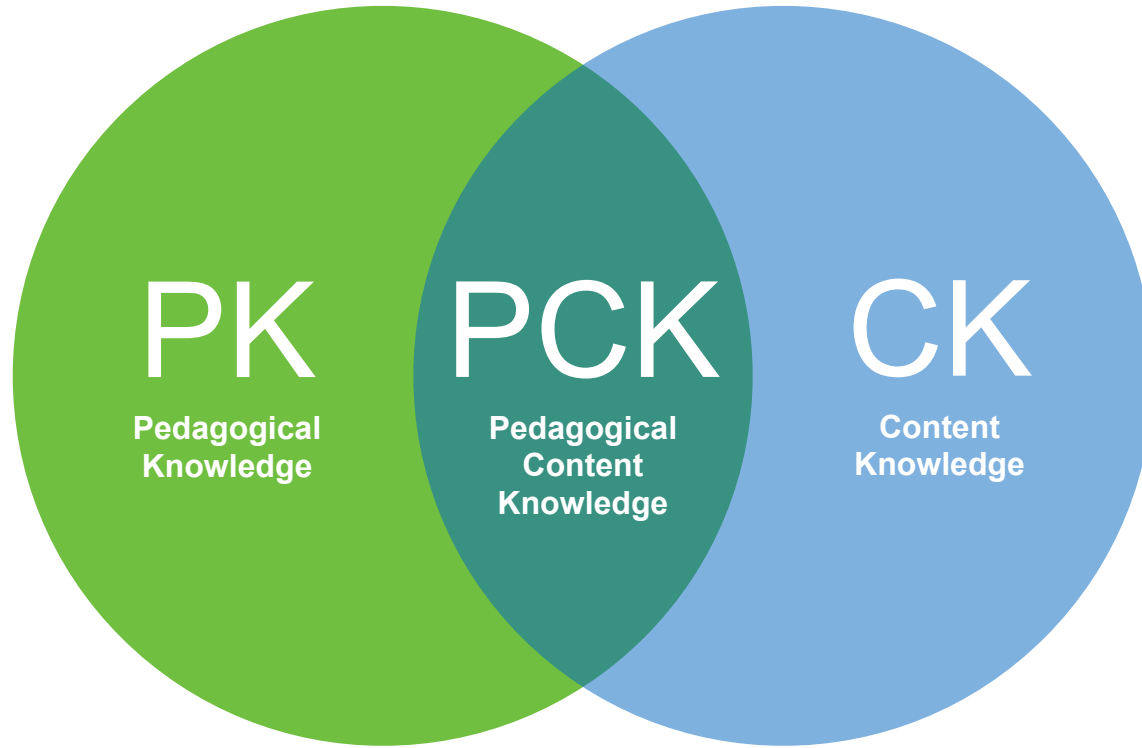 PK
Pedagogical
Knowledge
PCK
Pedagogical
Content
Knowledge
CK
Content
Knowledge